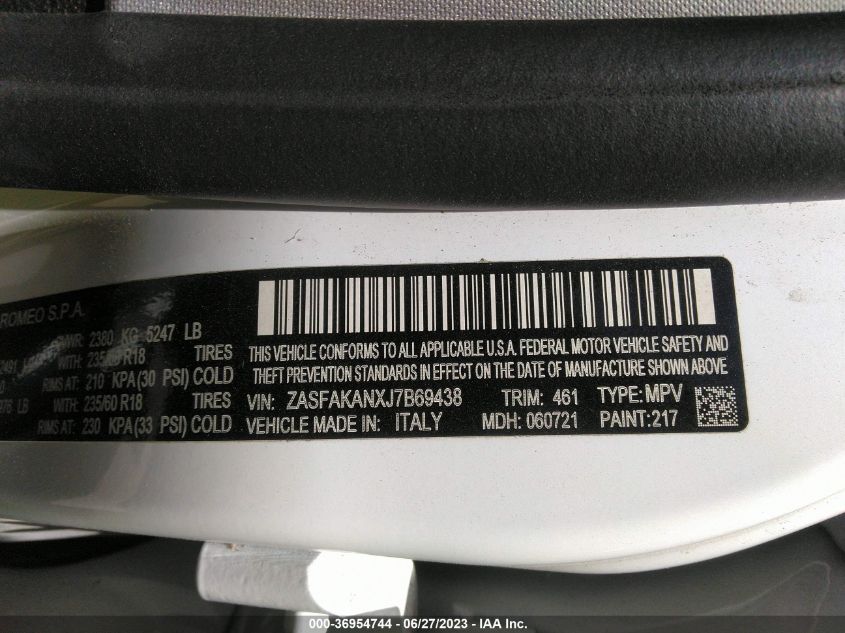 ROMEO S.P.A.
GVWR: 2380 KG 5247 LB
WITH: R18 TIRES
RIMS AT: 210 KPA(30 PSI) COLD
976 LB WITH: 235/60 R18 TIRES
RIMS AT: 230 KPA(33 PSI) COLD
THIS VEHICLE CONFORMS TO ALL APPLICABLE U.S.A. FEDERAL MOTOR VEHICLE SAFETY AND
THEFT PREVENTION STANDARDS IN EFFECT ON THE DATE OF MANUFACTURE SHOWN ABOVE
VIN: ZASFAKANXJ7B69438 TRIM: 461 TYPE: MPV
VEHICLE MADE IN: ITALY MDH: 060721 PAINT:217
000-36954744 - 06/27/2023 - IAA Inc.